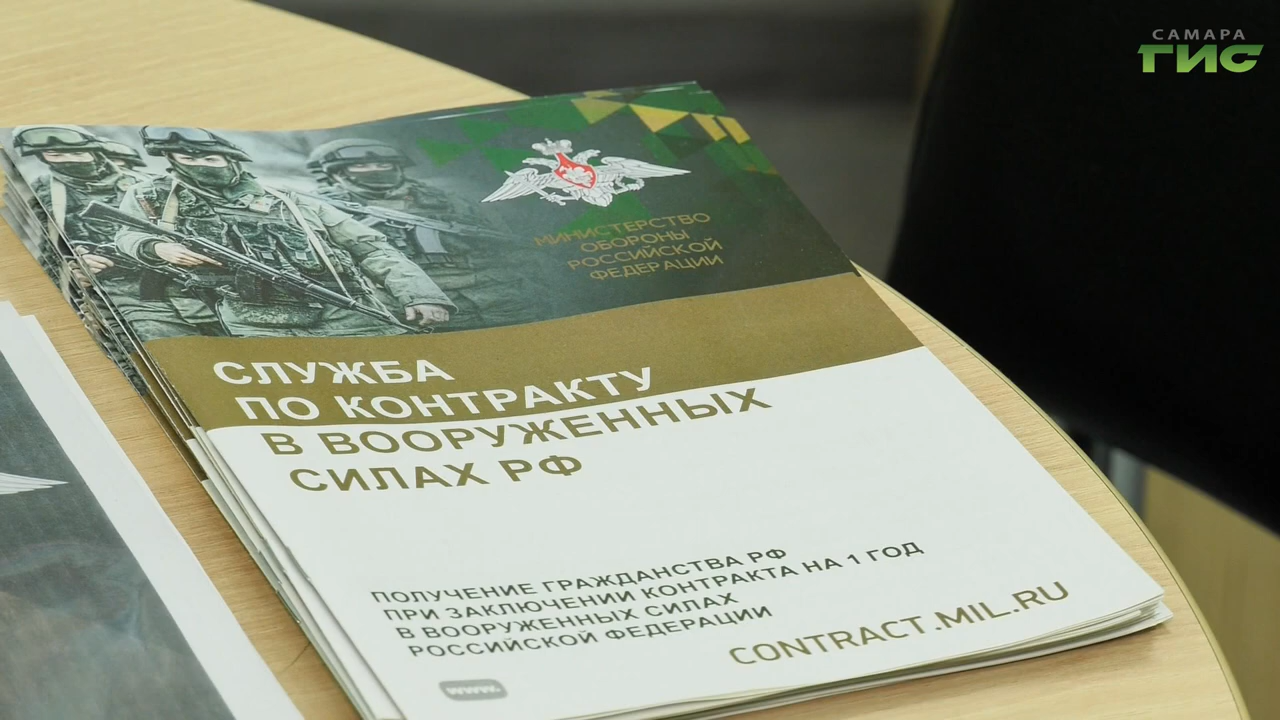 САМАРА
ГИС
МИНИСТЕРСТВО
ОБОРОНЫ
РОССИЙСКОЙ
ФЕДЕРАЦИИ
СЛУЖБА
ПО КОНТРАКТУ
В ВООРУЖЕННЫХ
СИЛАХ РФ
ПОЛУЧЕНИЕ ГРАЖДАНСТВА РФ
ПРИ ЗАКЛЮЧЕНИИ КОНТРАКТА НА 1 ГОД
В ВООРУЖЕННЫХ СИЛАХ
РОССИЙСКОЙ ФЕДЕРАЦИИ
CONTRACT.MIL.RU
www.